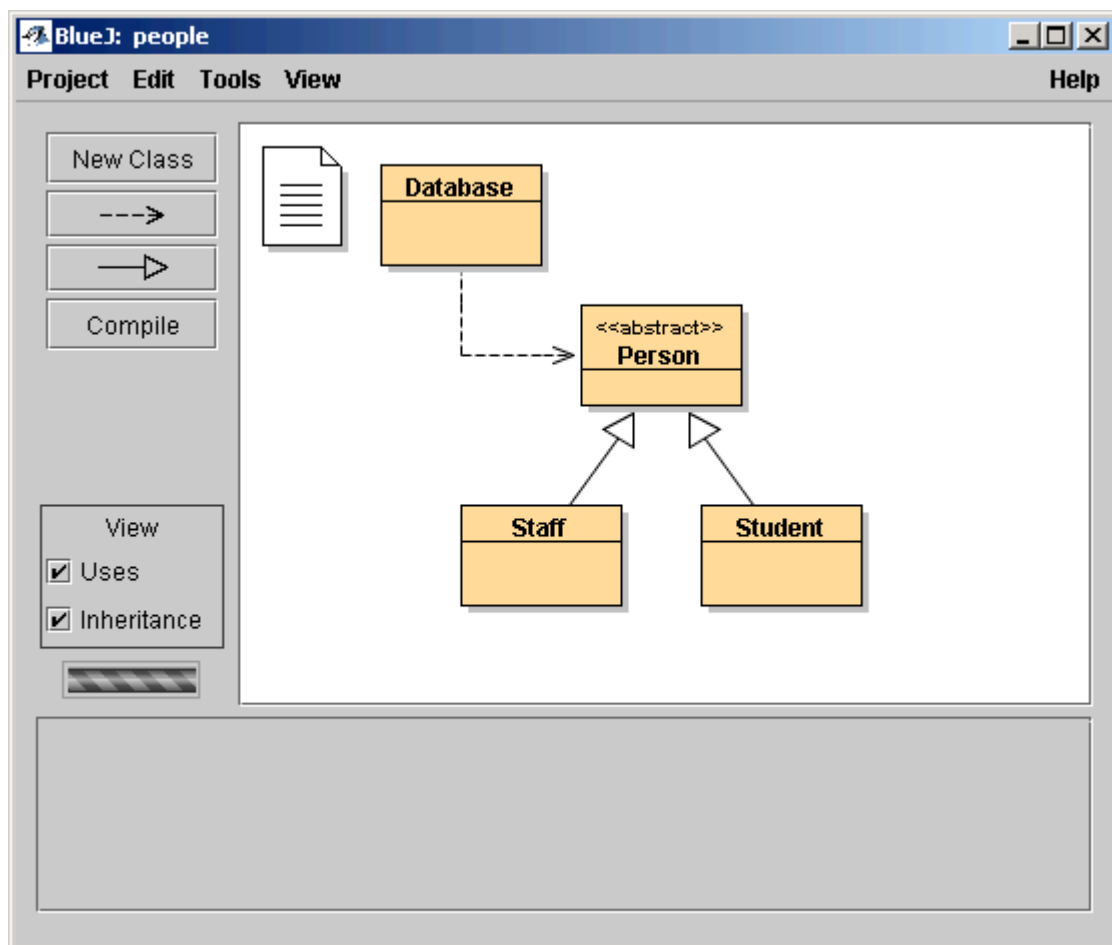 BlueJ: people
Project Edit Tools View Help
New Class
Compile
View
Uses
Inheritance
Database
<<abstract>>
Person
Staff
Student